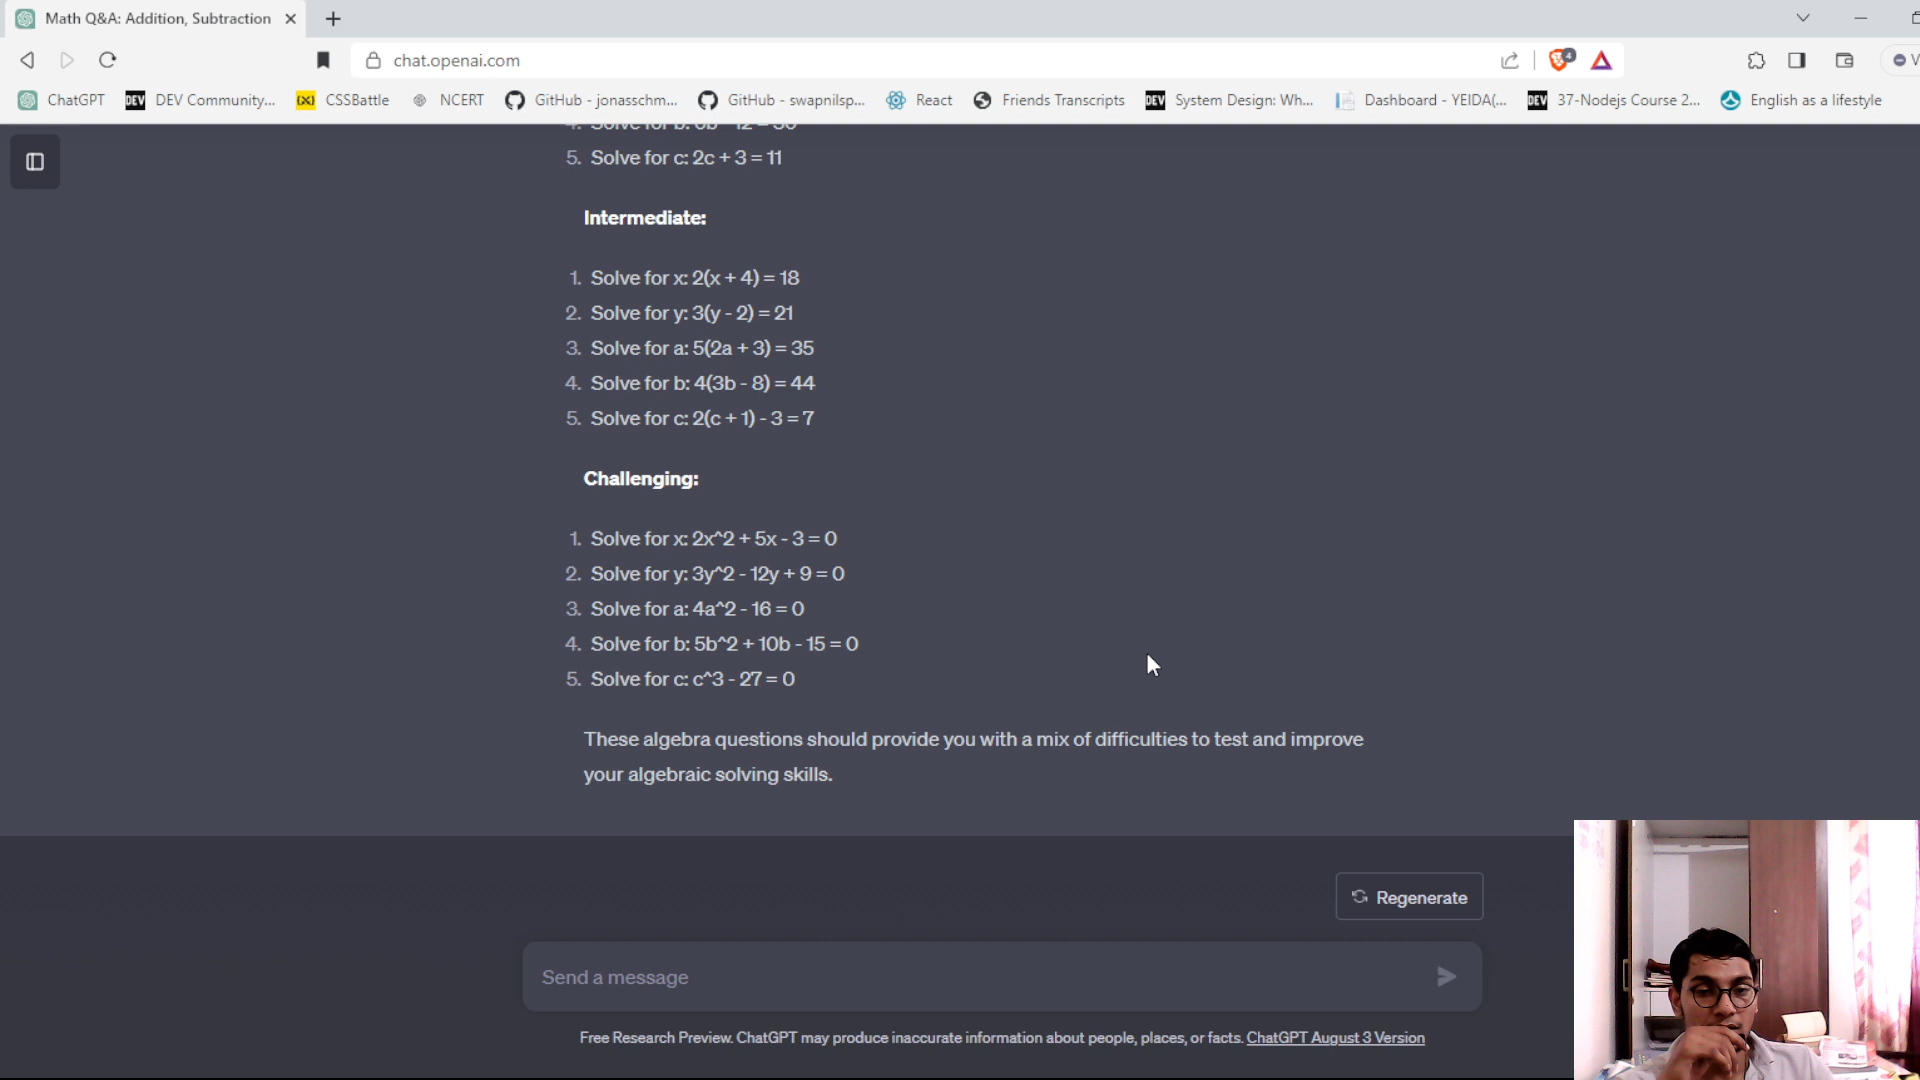 Math Q&A: Addition, Subtraction
chat.openai.com
4
V
ChatGPT
DEV DEV Community...
CSSBattle
NCERT
GitHub - jonasschm...
GitHub - swapnilsp...
React
Friends Transcripts
DEV System Design: Wh...
Dashboard - YEIDA(...
DEV 37-Nodejs Course 2...
English as a lifestyle
5. Solve for c: 2c + 3 = 11
Intermediate:
1. Solve for x: 2(x + 4) = 18
2. Solve for y: 3(y - 2) = 21
3. Solve for a: 5(2a + 3) = 35
4. Solve for b: 4(3b - 8) = 44
5. Solve for c: 2(c + 1) - 3 = 7
Challenging:
1. Solve for x: 2x^2 + 5x - 3 = 0
2. Solve for y: 3y^2 - 12y + 9 = 0
3. Solve for a: 4a^2 - 16 = 0
4. Solve for b: 5b^2 + 10b - 15 = 0
5. Solve for c: c^3 - 27 = 0
These algebra questions should provide you with a mix of difficulties to test and improve
your algebraic solving skills.
Regenerate
Send a message
Free Research Preview. ChatGPT may produce inaccurate information about people, places, or facts. ChatGPT August 3 Version